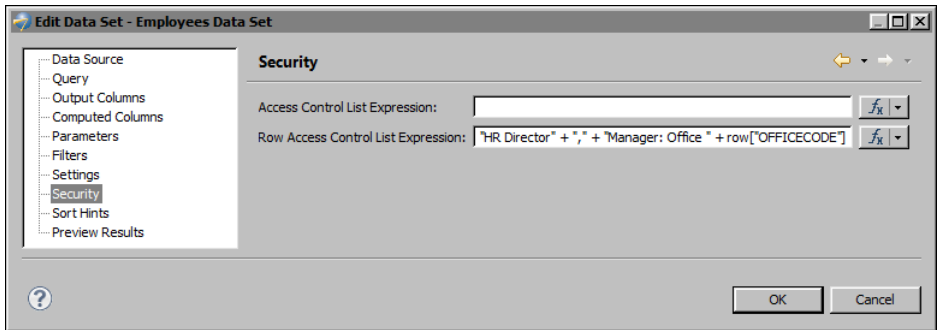 Edit Data Set - Employees Data Set
Data Source
Query
Output Columns
Computed Columns
Parameters
Filters
Settings
Security
Sort Hints
Preview Results
Security
Access Control List Expression:
fx
Row Access Control List Expression: "HR Director" + "," + "Manager: Office " + row["OFFICECODE"]
fx
?
OK Cancel